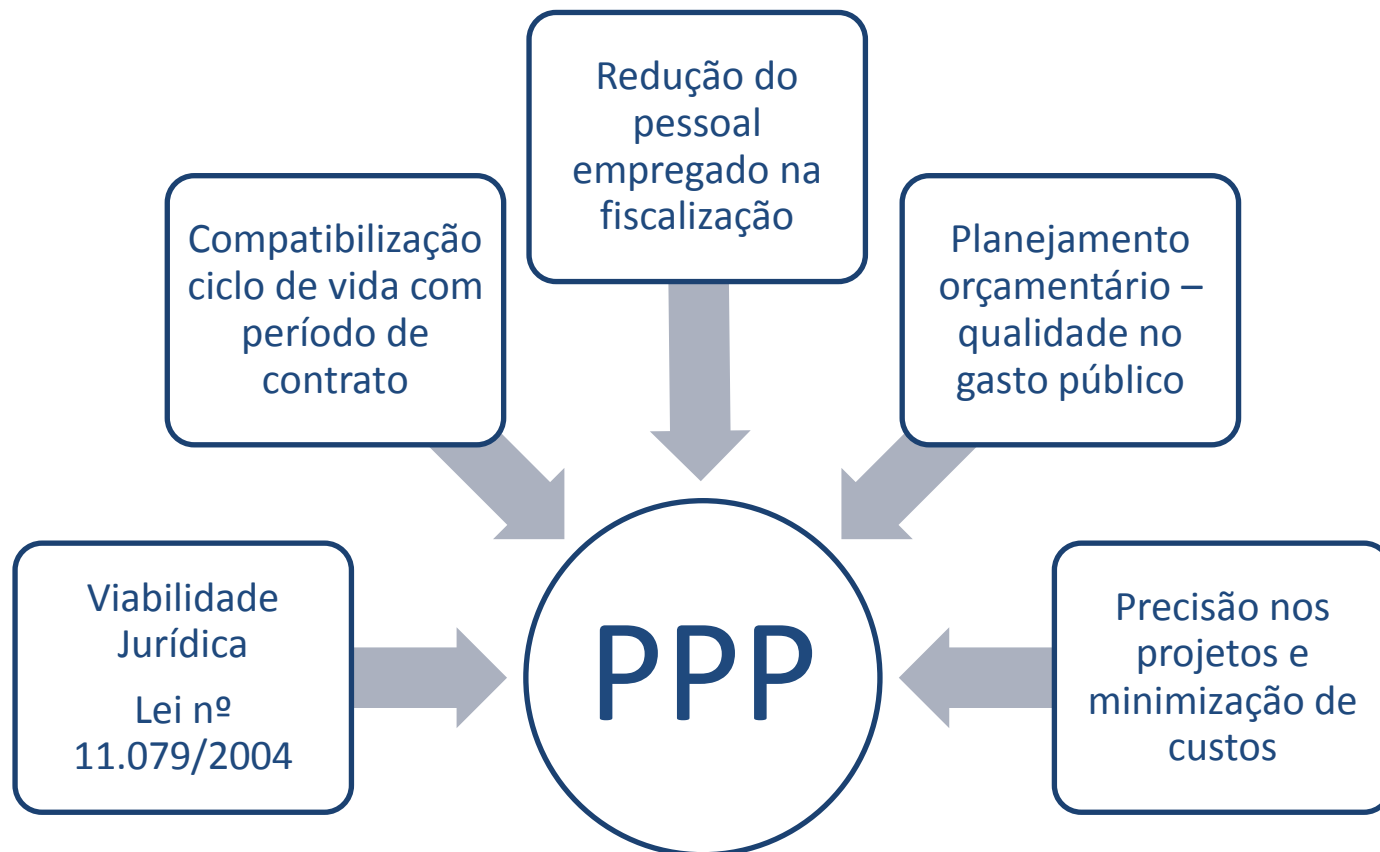 Redução do
pessoal
empregado na
fiscalização
Compatibilização
ciclo de vida com
período de
contrato
Planejamento
orçamentário –
qualidade no
gasto público
Viabilidade
Jurídica
Lei nº
11.079/2004
PPP
Precisão nos
projetos e
minimização de
custos